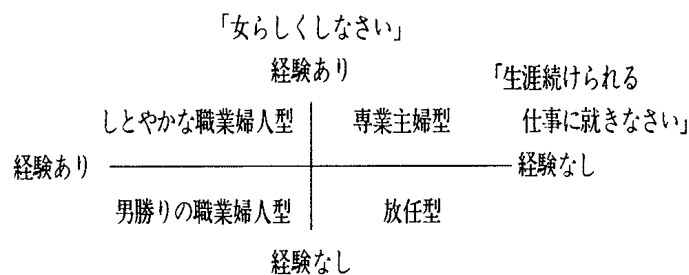 「女らしくしなさい」
経験あり
「生涯続けられる
仕事に就きなさい」
しとやかな職業婦人型
専業主婦型
経験あり
経験なし
男勝りの職業婦人型
放任型
経験なし